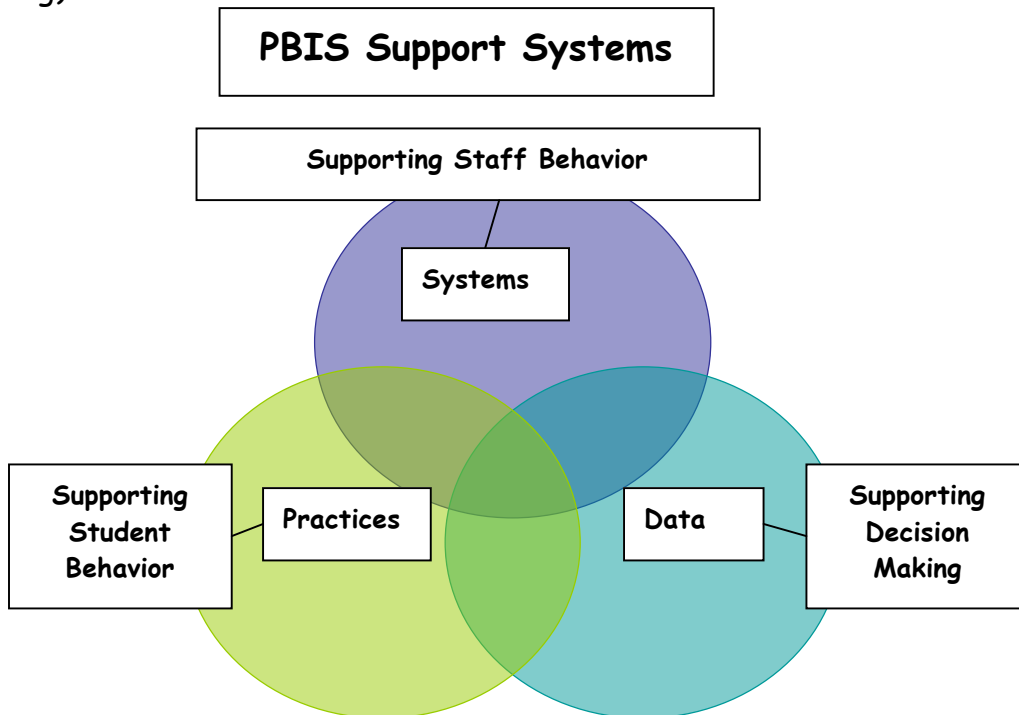 PBIS Support Systems
Supporting Staff Behavior
Systems
Supporting
Student
Behavior
Practices
Data
Supporting
Decision
Making